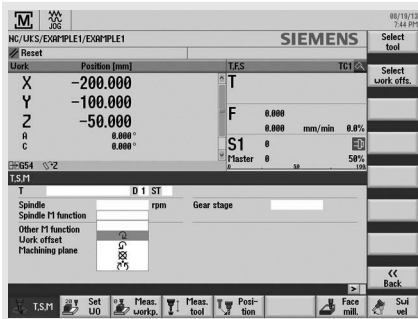 M JOG
08/19/13
7:44 PM
NC/WKS/EXAMPLE1/EXAMPLE1
SIEMENS
Select
tool
Reset
Work Position [mm] T,F,S TC1
Select
work offs.
X -200.000 T
Y -100.000
Z -50.000
F 0.000
0.000 mm/min 0.0%
A 0.000°
C 0.000°
S1 0
Master 0 50%
0 50 100
G54 Z
T,S,M
T D 1 ST
Spindle rpm Gear stage
Spindle M function
Other M function
Work offset
Machining plane
<<
Back
T,S,M
Set
WO
Meas.
workp.
Meas.
tool
Posi-
tion
Face
mill.
Swi
vel